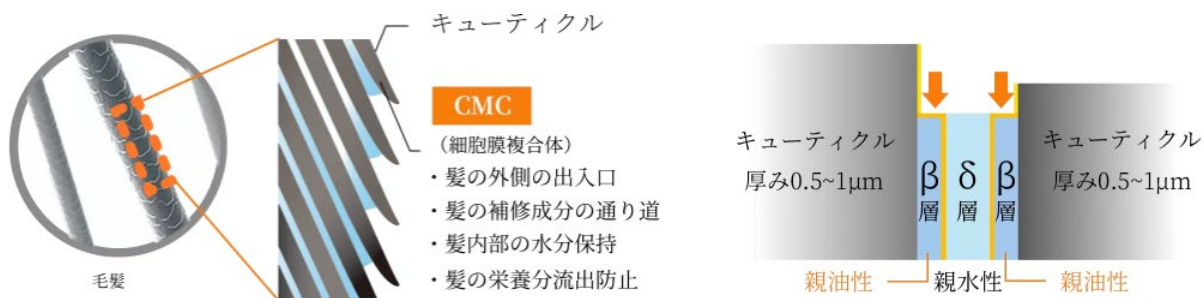 キューティクル
CMC
（細胞膜複合体）
・髪の外側の出入口
・髪の補修成分の通り道
・髪内部の水分保持
・髪の栄養分流出防止
毛髪
キューティクル
厚み0.5~1μm
β
層
δ
層
β
層
キューティクル
厚み0.5~1μm
親油性
親水性
親油性